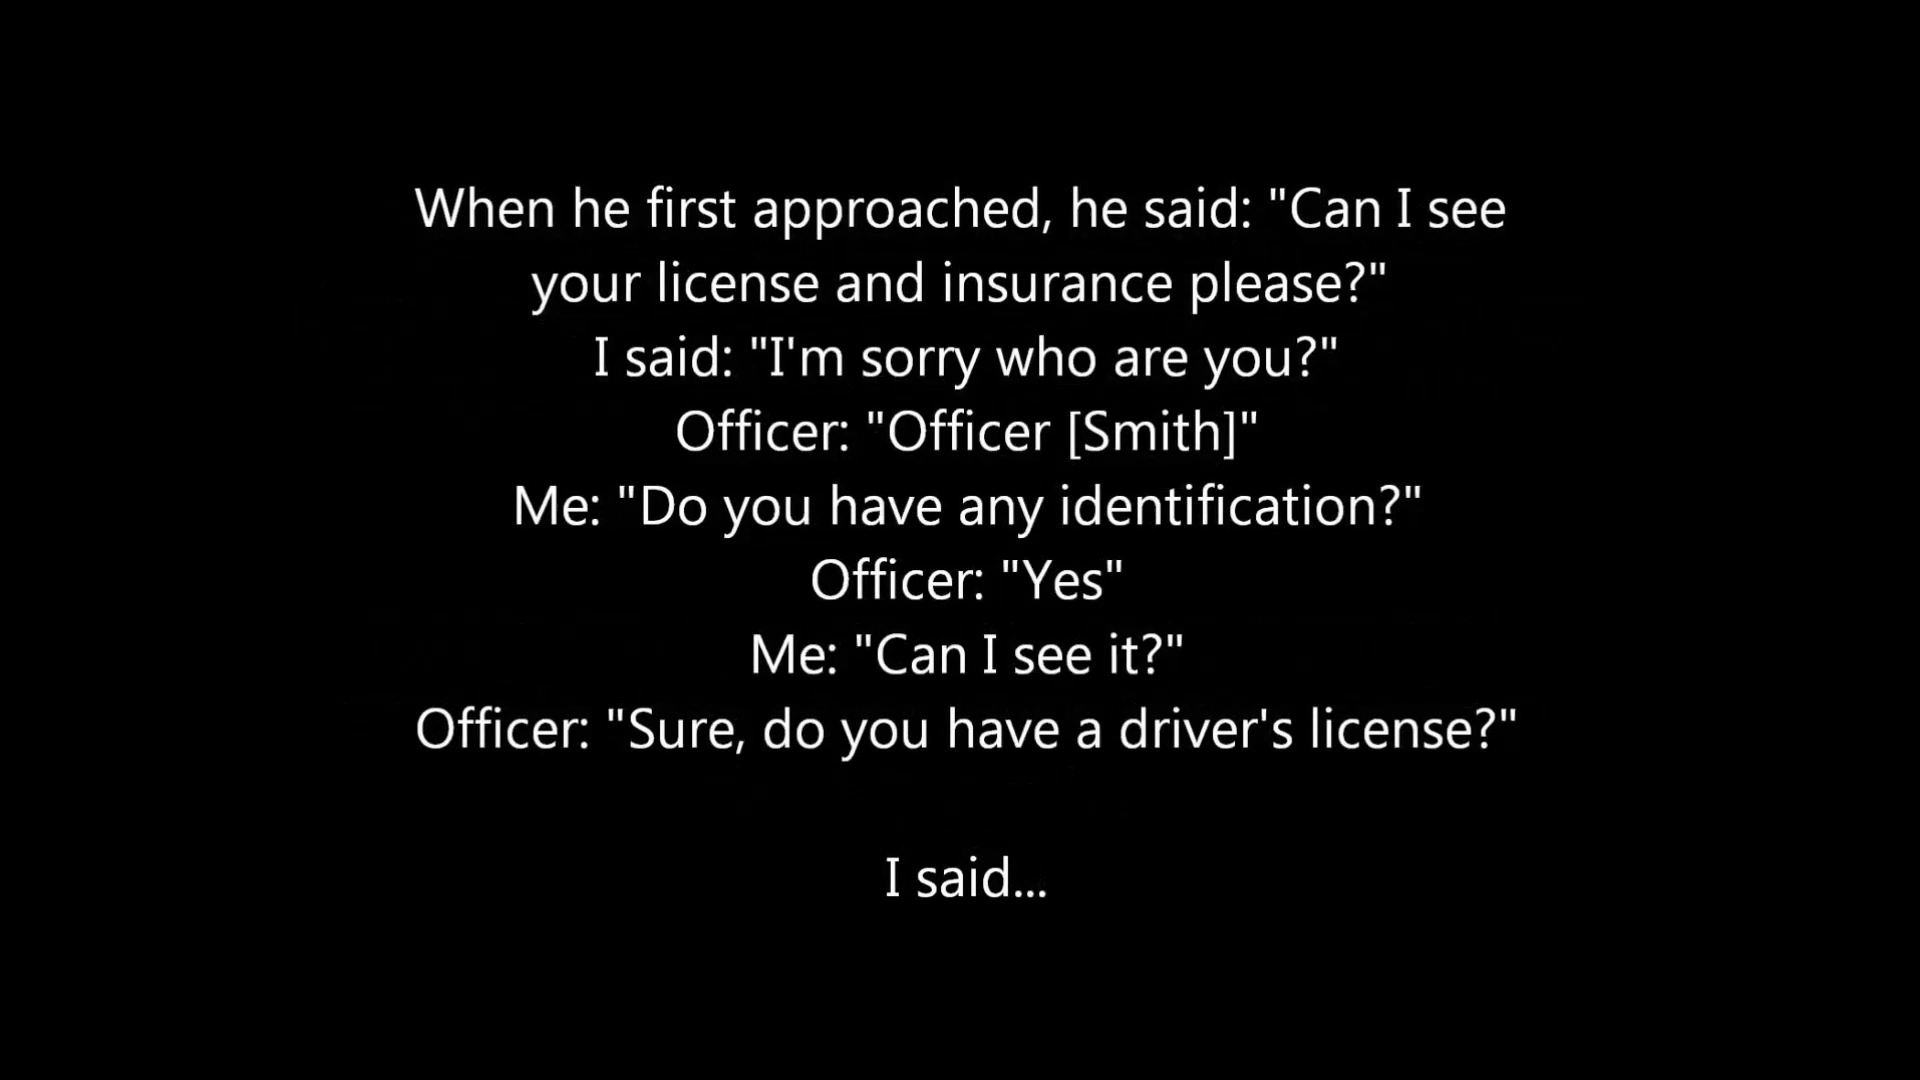 When he first approached, he said: "Can I see
your license and insurance please?"
I said: "I'm sorry who are you?"
Officer: "Officer [Smith]"
Me: "Do you have any identification?"
Officer: "Yes"
Me: "Can I see it?"
Officer: "Sure, do you have a driver's license?"
I said...